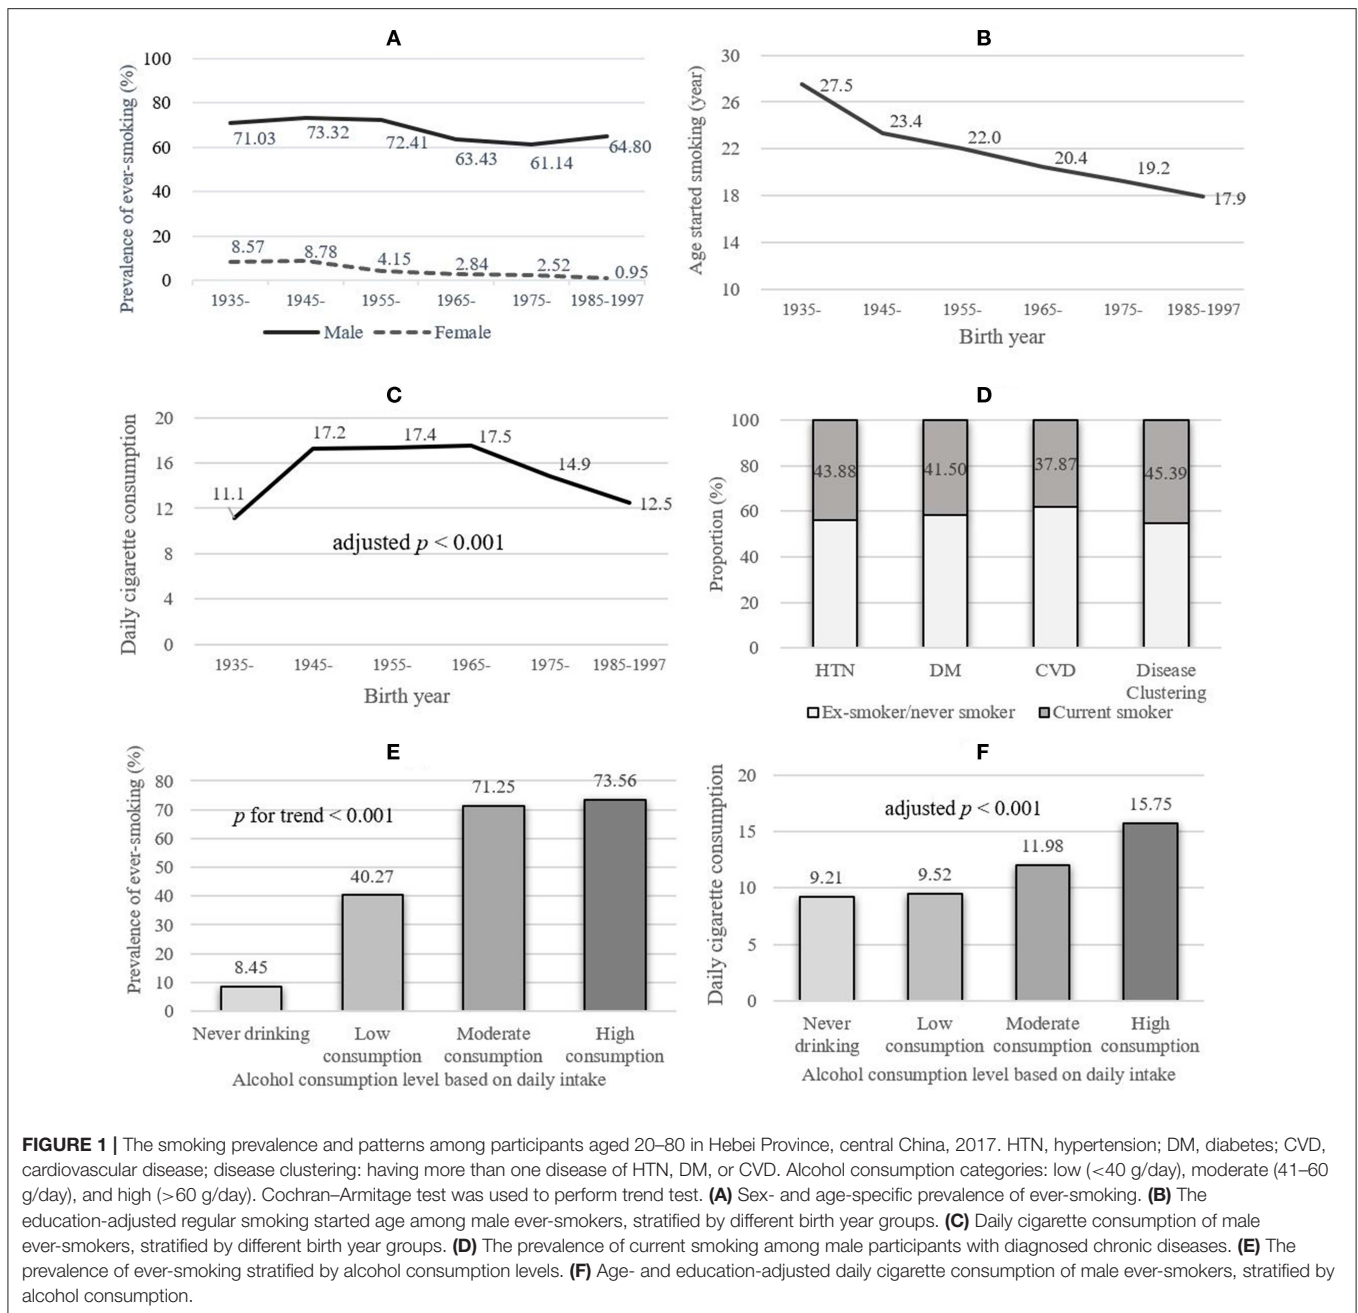 A
Prevalence of ever-smoking (%)
100
80
60
40
20
0
71.03
73.32
72.41
63.43
61.14
64.80
8.57
8.78
4.15
2.84
2.52
0.95
1935-
1945-
1955-
1965-
1975-
1985-1997
Male
Female
B
Age started smoking (year)
30
26
22
18
14
10
27.5
23.4
22.0
20.4
19.2
17.9
1935-
1945-
1955-
1965-
1975-
1985-1997
Birth year
C
Daily cigarette consumption
20
16
12
8
4
0
11.1
17.2
17.4
17.5
14.9
12.5
adjusted p < 0.001
1935-
1945-
1955-
1965-
1975-
1985-1997
Birth year
D
Proportion (%)
100
80
60
40
20
0
43.88
41.50
37.87
45.39
HTN
DM
CVD
Disease
Clustering
Ex-smoker/never smoker
Current smoker
E
Prevalence of ever-smoking (%)
80
70
60
50
40
30
20
10
0
p for trend < 0.001
8.45
40.27
71.25
73.56
Never drinking
Low
consumption
Moderate
consumption
High
consumption
Alcohol consumption level based on daily intake
F
Daily cigarette consumption
20
15
10
5
0
adjusted p < 0.001
9.21
9.52
11.98
15.75
Never
drinking
Low
consumption
Moderate
consumption
High
consumption
Alcohol consumption level based on daily intake
FIGURE 1 | The smoking prevalence and patterns among participants aged 20–80 in Hebei Province, central China, 2017. HTN, hypertension; DM, diabetes; CVD,
cardiovascular disease; disease clustering: having more than one disease of HTN, DM, or CVD. Alcohol consumption categories: low (<40 g/day), moderate (41–60
g/day), and high (>60 g/day). Cochran–Armitage test was used to perform trend test. (A) Sex- and age-specific prevalence of ever-smoking. (B) The
education-adjusted regular smoking started age among male ever-smokers, stratified by different birth year groups. (C) Daily cigarette consumption of male
ever-smokers, stratified by different birth year groups. (D) The prevalence of current smoking among male participants with diagnosed chronic diseases. (E) The
prevalence of ever-smoking stratified by alcohol consumption levels. (F) Age- and education-adjusted daily cigarette consumption of male ever-smokers, stratified by
alcohol consumption.